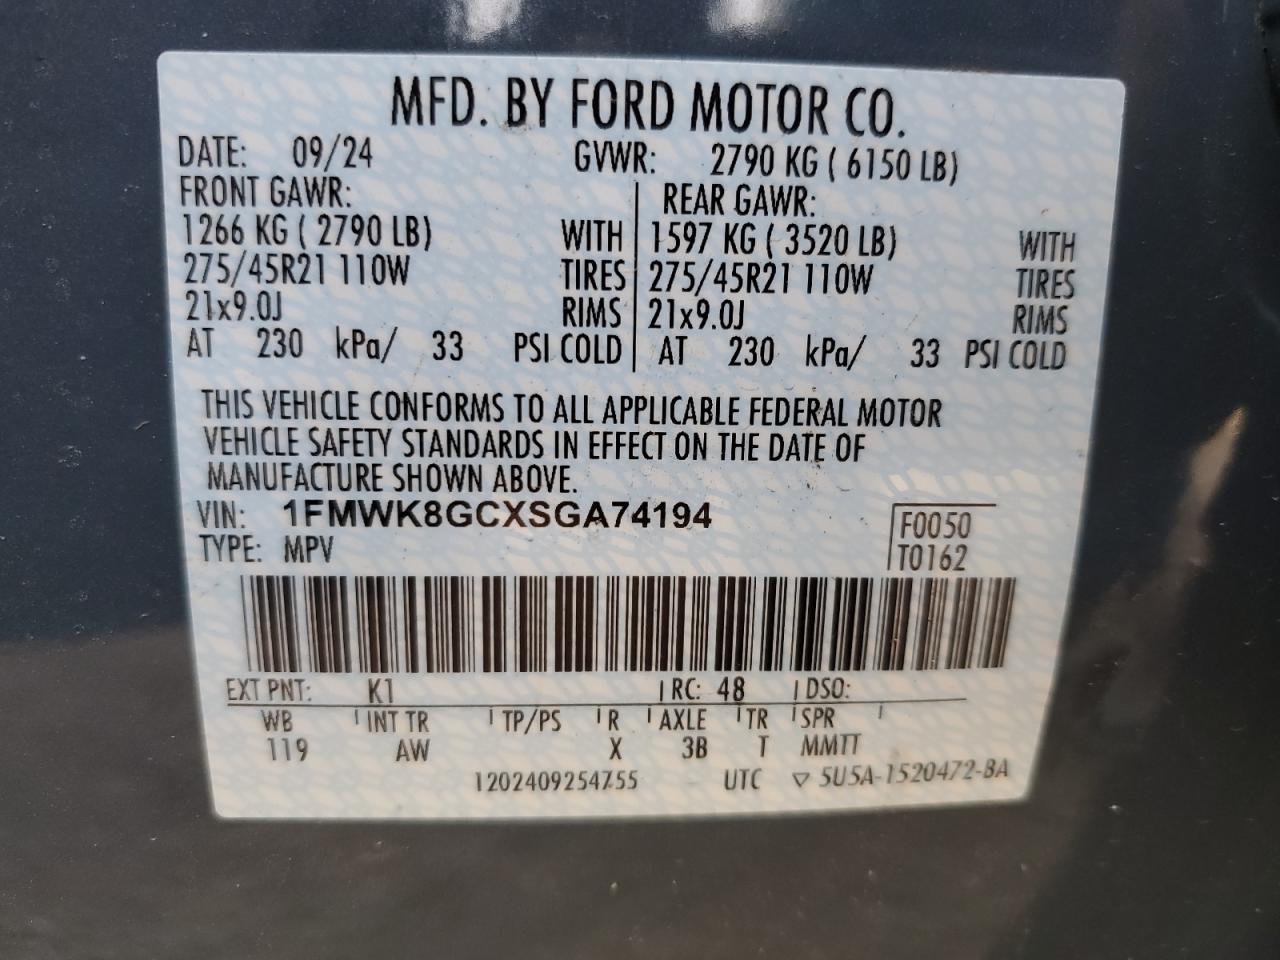 MFD. BY FORD MOTOR CO.
DATE: 09/24 GVWR: 2790 KG ( 6150 LB)
FRONT GAWR: REAR GAWR:
1266 KG ( 2790 LB) WITH 1597 KG ( 3520 LB) WITH
275/45R21 110W TIRES 275/45R21 110W TIRES
21x9.0J RIMS 21x9.0J RIMS
AT 230 kPa/ 33 PSI COLD AT 230 kPa/ 33 PSI COLD
THIS VEHICLE CONFORMS TO ALL APPLICABLE FEDERAL MOTOR
VEHICLE SAFETY STANDARDS IN EFFECT ON THE DATE OF
MANUFACTURE SHOWN ABOVE.
VIN: 1FMWK8GCXSGA74194 F0050
TYPE: MPV T0162
EXT PNT: K1 RC: 48 DSO:
WB INT TR TP/PS R AXLE TR SPR
119 AW X 3B T MMTT
1202409254755 UTC ▽ 5U5A-1520472-BA